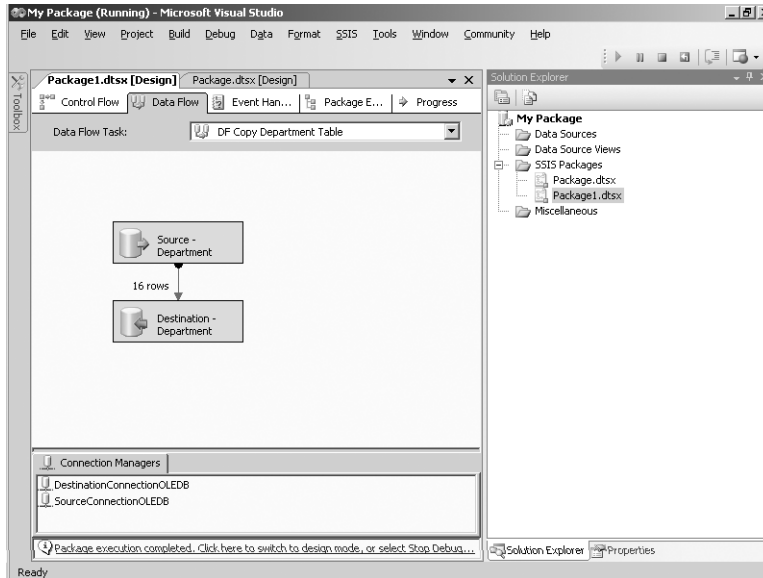 My Package (Running) - Microsoft Visual Studio
File Edit View Project Build Debug Data Format SSIS Tools Window Community Help
Toolbox
Package1.dtsx [Design] Package.dtsx [Design]
Control Flow Data Flow Event Han... Package E... Progress
Data Flow Task: DF Copy Department Table
Source -
Department
16 rows
Destination -
Department
Connection Managers
DestinationConnectionOLEDB
SourceConnectionOLEDB
Package execution completed. Click here to switch to design mode, or select Stop Debug...
Solution Explorer
My Package
Data Sources
Data Source Views
SSIS Packages
Package.dtsx
Package1.dtsx
Miscellaneous
Solution Explorer Properties
Ready